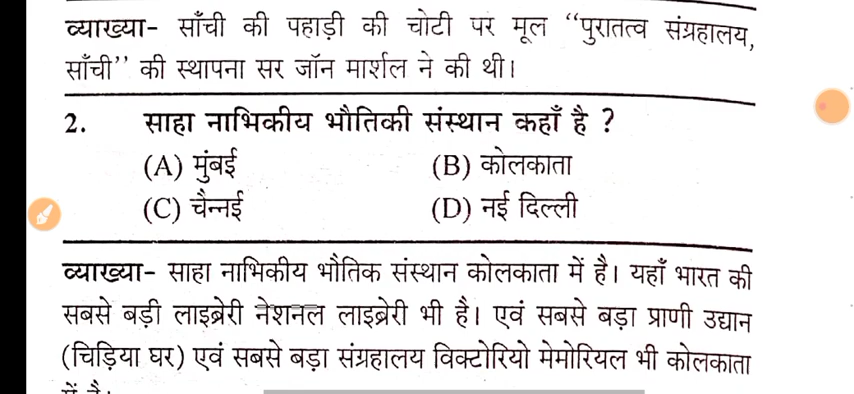 व्याख्या- साँची की पहाड़ी की चोटी पर मूल “पुरातत्व संग्रहालय,
साँची” की स्थापना सर जॉन मार्शल ने की थी।
2. साहा नाभिकीय भौतिकी संस्थान कहाँ है ?
(A) मुंबई (B) कोलकाता
(C) चैन्नई (D) नई दिल्ली
व्याख्या- साहा नाभिकीय भौतिक संस्थान कोलकाता में है। यहाँ भारत की
सबसे बड़ी लाइब्रेरी नेशनल लाइब्रेरी भी है। एवं सबसे बड़ा प्राणी उद्यान
(चिड़िया घर) एवं सबसे बड़ा संग्रहालय विक्टोरियो मेमोरियल भी कोलकाता